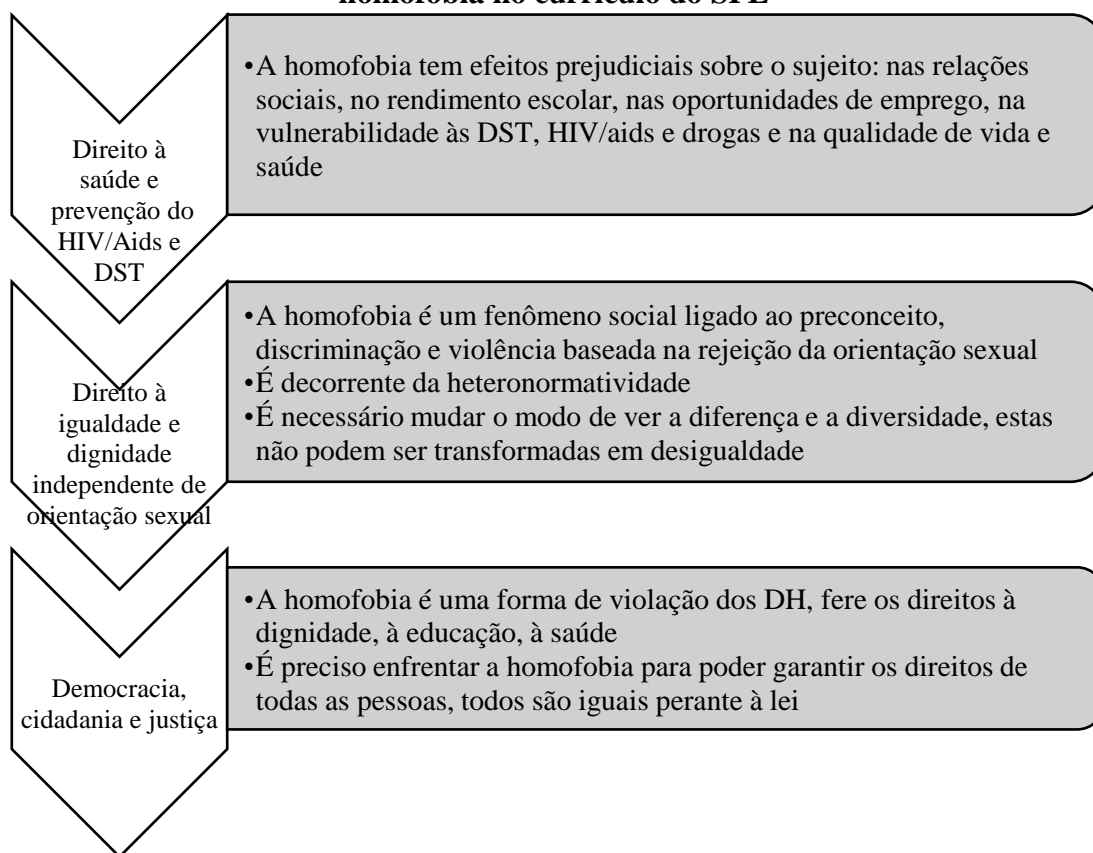 homofobia no currículo do SPE
Direito à
saúde e
prevenção do
HIV/Aids e
DST
•A homofobia tem efeitos prejudiciais sobre o sujeito: nas relações
sociais, no rendimento escolar, nas oportunidades de emprego, na
vulnerabilidade às DST, HIV/aids e drogas e na qualidade de vida e
saúde
Direito à
igualdade e
dignidade
independente de
orientação sexual
•A homofobia é um fenômeno social ligado ao preconceito,
discriminação e violência baseada na rejeição da orientação sexual
•É decorrente da heteronormatividade
•É necessário mudar o modo de ver a diferença e a diversidade, estas
não podem ser transformadas em desigualdade
Democracia,
cidadania e justiça
•A homofobia é uma forma de violação dos DH, fere os direitos à
dignidade, à educação, à saúde
•É preciso enfrentar a homofobia para poder garantir os direitos de
todas as pessoas, todos são iguais perante à lei